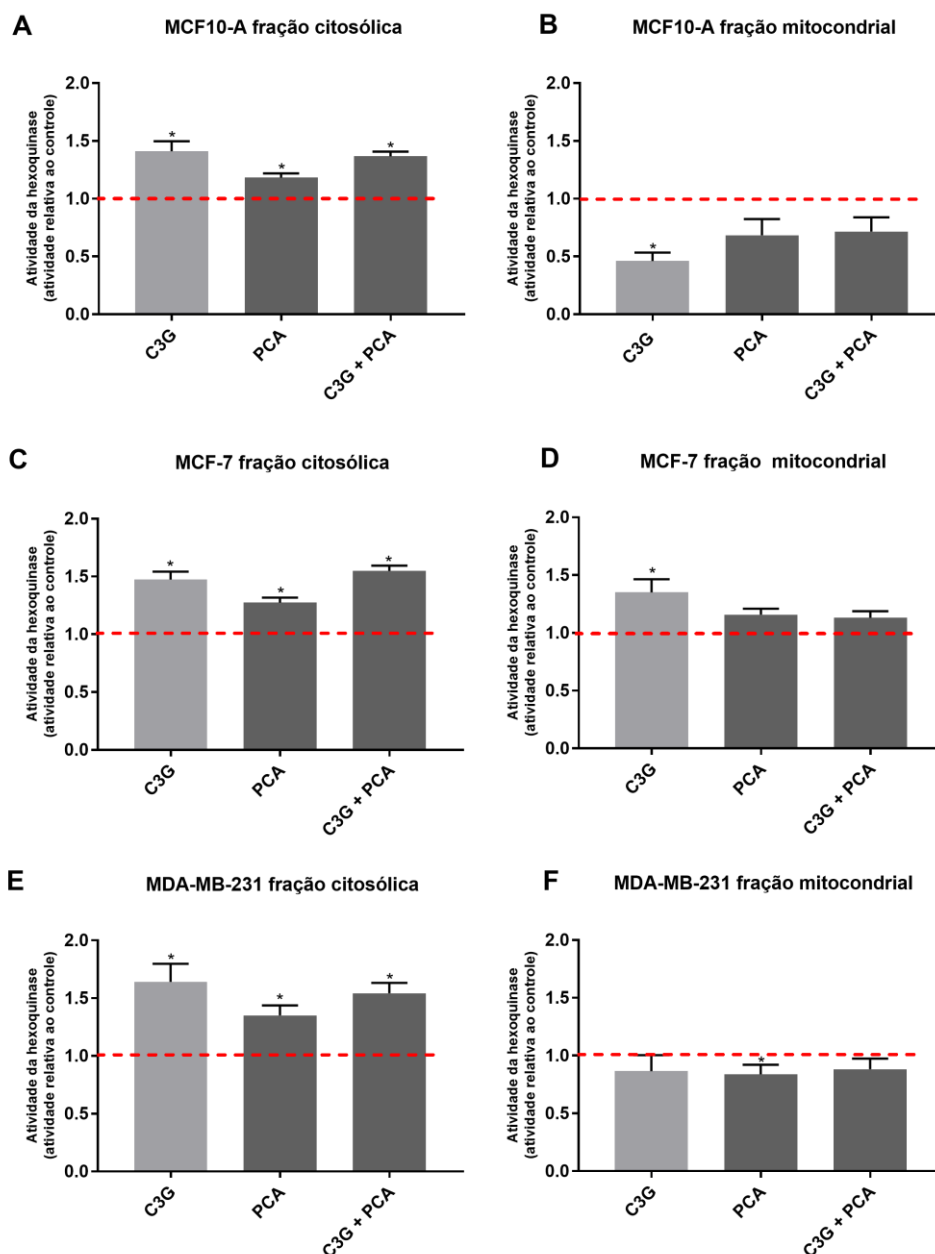 A
MCF10-A fração citosólica
Atividade da hexoquinase
(atividade relativa ao controle)
2.0
1.5
1.0
0.5
0.0
*
*
*
C3G
PCA
C3G + PCA
B
MCF10-A fração mitocondrial
Atividade da hexoquinase
(atividade relativa ao controle)
2.0
1.5
1.0
0.5
0.0
*
C3G
PCA
C3G + PCA
C
MCF-7 fração citosólica
Atividade da hexoquinase
(atividade relativa ao controle)
2.0
1.5
1.0
0.5
0.0
*
*
*
C3G
PCA
C3G + PCA
D
MCF-7 fração  mitocondrial
Atividade da hexoquinase
(atividade relativa ao controle)
2.0
1.5
1.0
0.5
0.0
*
C3G
PCA
C3G + PCA
E
MDA-MB-231 fração citosólica
Atividade da hexoquinase
(atividade relativa ao controle)
2.0
1.5
1.0
0.5
0.0
*
*
*
C3G
PCA
C3G + PCA
F
MDA-MB-231 fração mitocondrial
Atividade da hexoquinase
(atividade relativa ao controle)
2.0
1.5
1.0
0.5
0.0
*
C3G
PCA
C3G + PCA